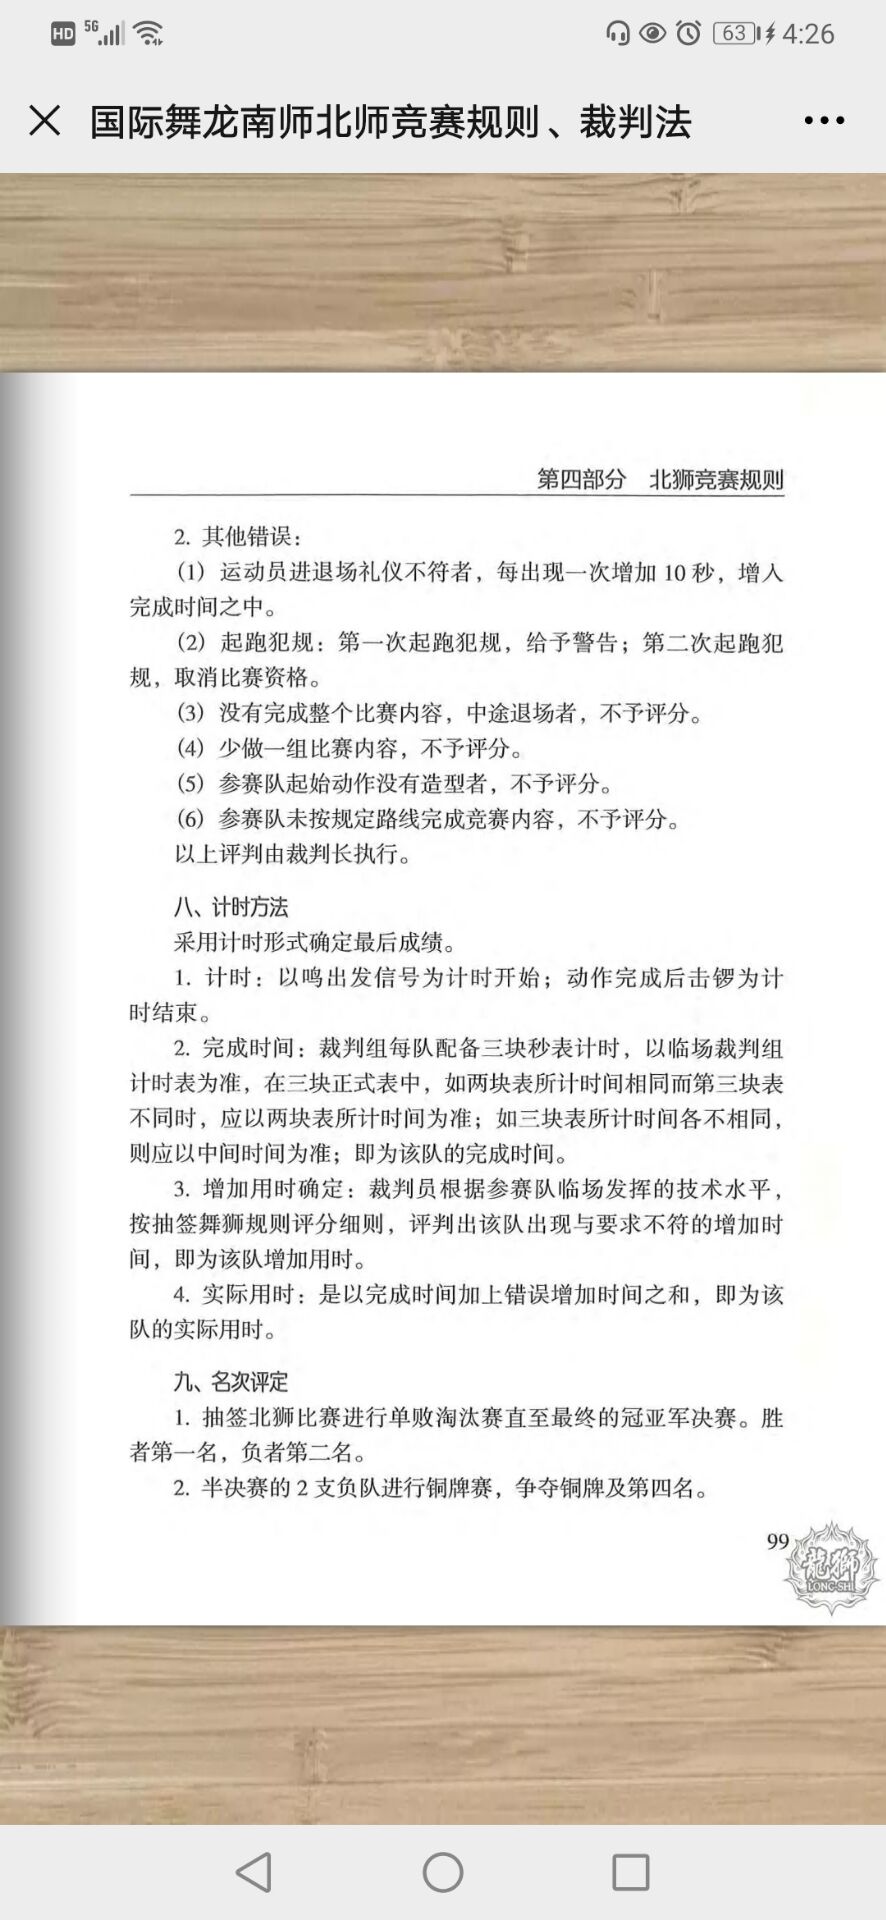 HD 5G 63 4:26
国际舞龙南师北师竞赛规则、裁判法
第四部分 北狮竞赛规则
2. 其他错误：
(1) 运动员进退场礼仪不符者，每出现一次增加 10 秒，增入
完成时间之中。
(2) 起跑犯规：第一次起跑犯规，给予警告；第二次起跑犯
规，取消比赛资格。
(3) 没有完成整个比赛内容，中途退场者，不予评分。
(4) 少做一组比赛内容，不予评分。
(5) 参赛队起始动作没有造型者，不予评分。
(6) 参赛队未按规定路线完成竞赛内容，不予评分。
以上评判由裁判长执行。
八、计时方法
采用计时形式确定最后成绩。
1. 计时：以鸣出发信号为计时开始；动作完成后击锣为计
时结束。
2. 完成时间：裁判组每队配备三块秒表计时，以临场裁判组
计时表为准，在三块正式表中，如两块表所计时间相同而第三块表
不同时，应以两块表所计时间为准；如三块表所计时间各不相同，
则应以中间时间为准；即为该队的完成时间。
3. 增加用时确定：裁判员根据参赛队临场发挥的技术水平，
按抽签舞狮规则评分细则，评判出该队出现与要求不符的增加时
间，即为该队增加用时。
4. 实际用时：是以完成时间加上错误增加时间之和，即为该
队的实际用时。
九、名次评定
1. 抽签北狮比赛进行单败淘汰赛直至最终的冠亚军决赛。胜
者第一名，负者第二名。
2. 半决赛的 2 支负队进行铜牌赛，争夺铜牌及第四名。
99
龍獅
LONG-SHI